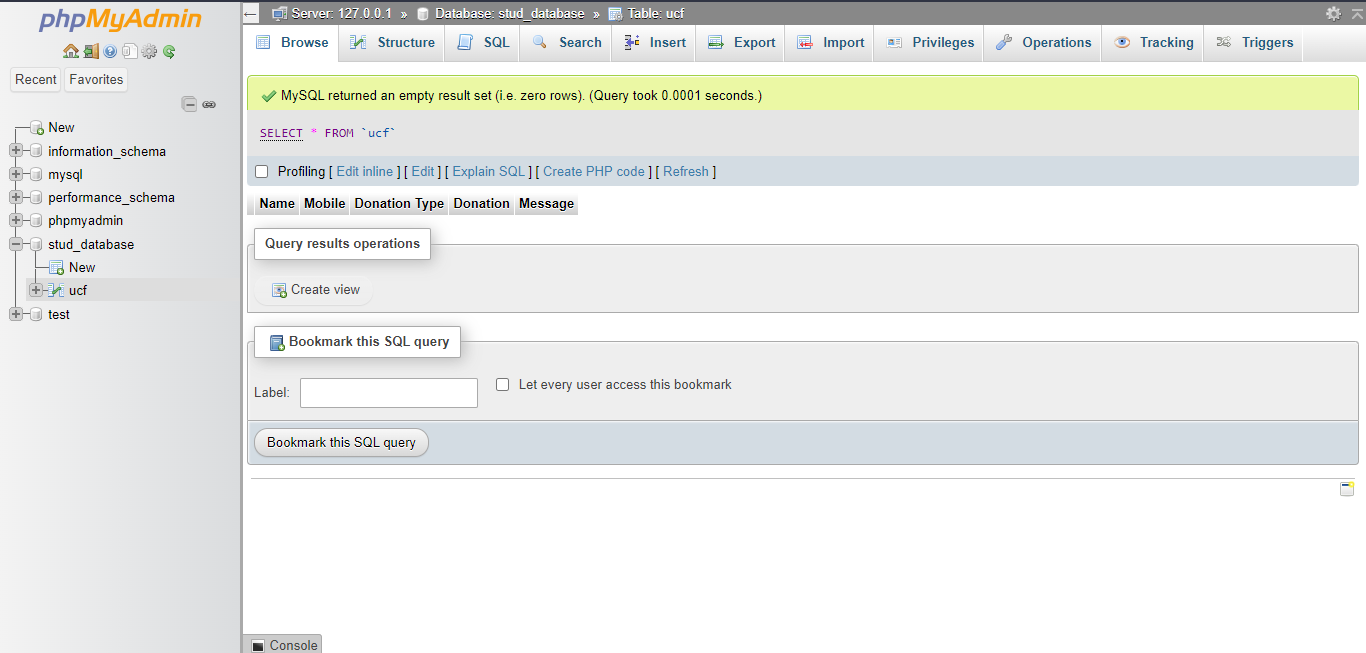 phpMyAdmin
Recent Favorites
New
information_schema
mysql
performance_schema
phpmyadmin
stud_database
New
ucf
test
Server: 127.0.0.1 » Database: stud_database » Table: ucf
Browse Structure SQL Search Insert Export Import Privileges Operations Tracking Triggers
MySQL returned an empty result set (i.e. zero rows). (Query took 0.0001 seconds.)
SELECT * FROM `ucf`
Profiling [ Edit inline ] [ Edit ] [ Explain SQL ] [ Create PHP code ] [ Refresh ]
Name Mobile Donation Type Donation Message
Query results operations
Create view
Bookmark this SQL query
Label: Let every user access this bookmark
Bookmark this SQL query
Console